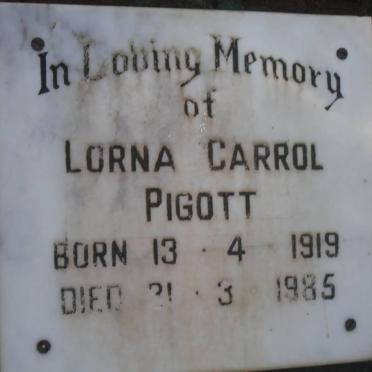 In Loving Memory
of
LORNA CARROL
PIGOTT
BORN 13 · 4 1919
DIED 21 · 3 1985